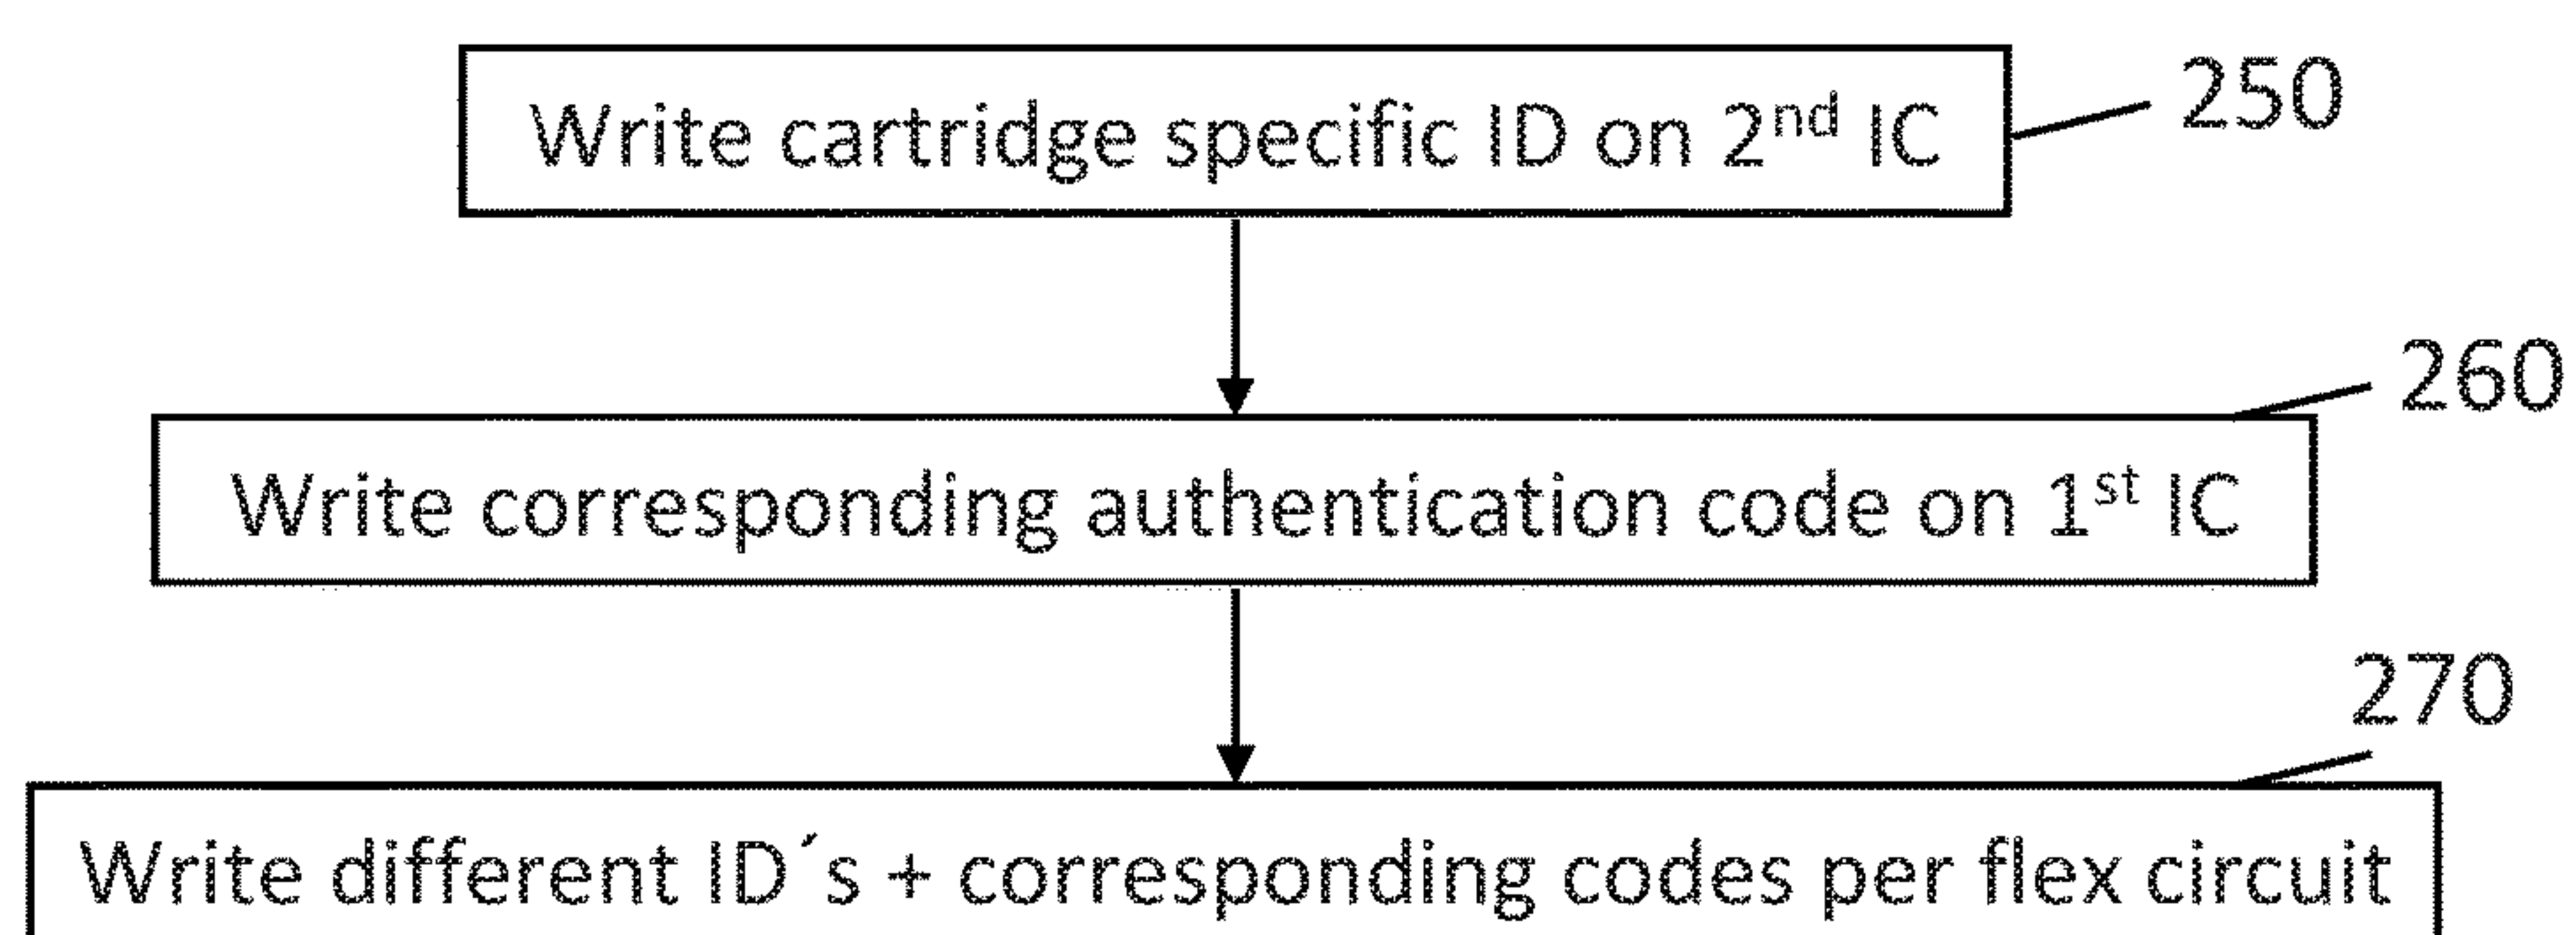 Write cartridge specific ID on 2nd IC
250
260
Write corresponding authentication code on 1st IC
270
Write different ID´s + corresponding codes per flex circuit